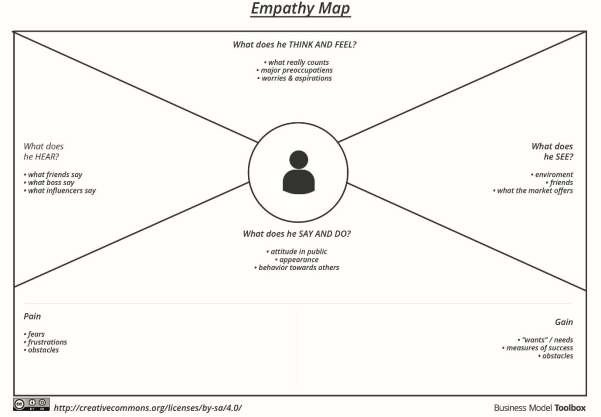 Empathy Map
What does he THINK AND FEEL?
• what really counts
• major preoccupatiens
• worries & aspirations
What does
he HEAR?
• what friends say
• what boss say
• what influencers say
What does
he SEE?
• enviroment
• friends
• what the market offers
What does he SAY AND DO?
• attitude in public
• appearance
• behavior towards others
Pain
• fears
• frustrations
• obstacles
Gain
• "wants" / needs
• measures of success
• obstacles
http://creativecommons.org/licenses/by-sa/4.0/
Business Model Toolbox